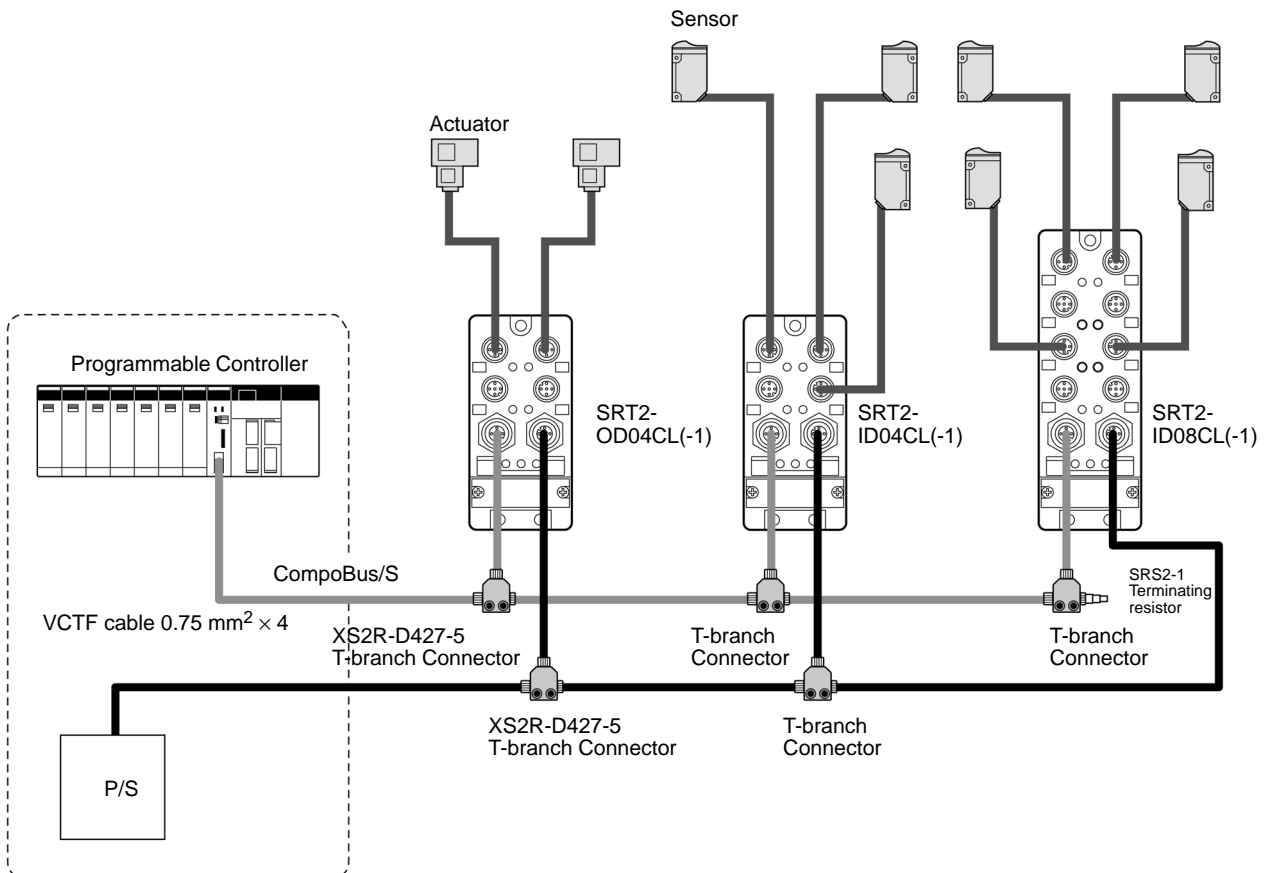 Sensor
Actuator
Programmable Controller
SRT2-
OD04CL(-1)
SRT2-
ID04CL(-1)
SRT2-
ID08CL(-1)
CompoBus/S
SRS2-1
Terminating
resistor
VCTF cable 0.75 mm² × 4
XS2R-D427-5
T-branch Connector
T-branch
Connector
T-branch
Connector
XS2R-D427-5
T-branch Connector
T-branch
Connector
P/S